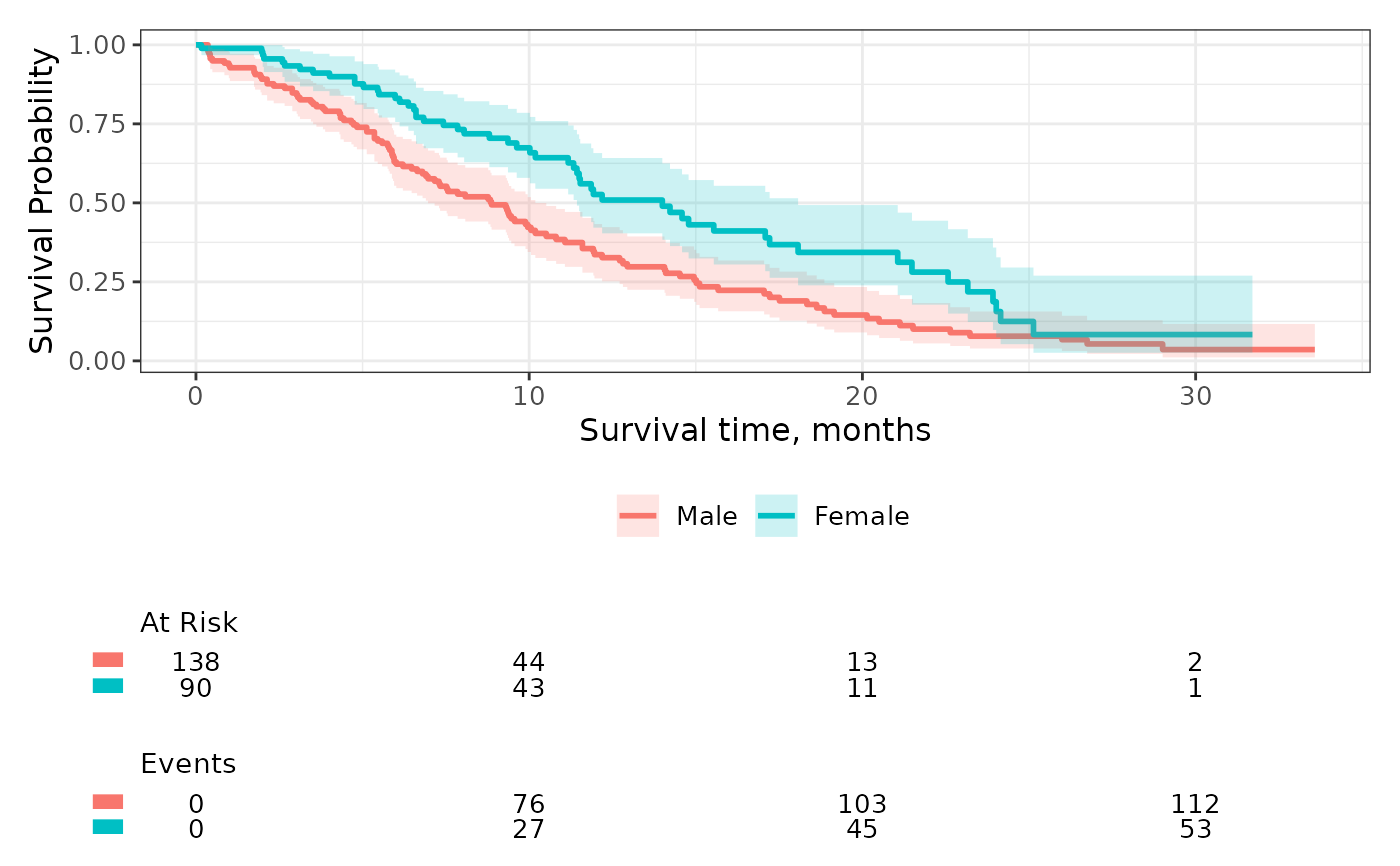 Survival Probability
1.00
0.75
0.50
0.25
0.00
0 10 20 30
Survival time, months
Male Female
At Risk
138 44 13 2
90 43 11 1
Events
0 76 103 112
0 27 45 53